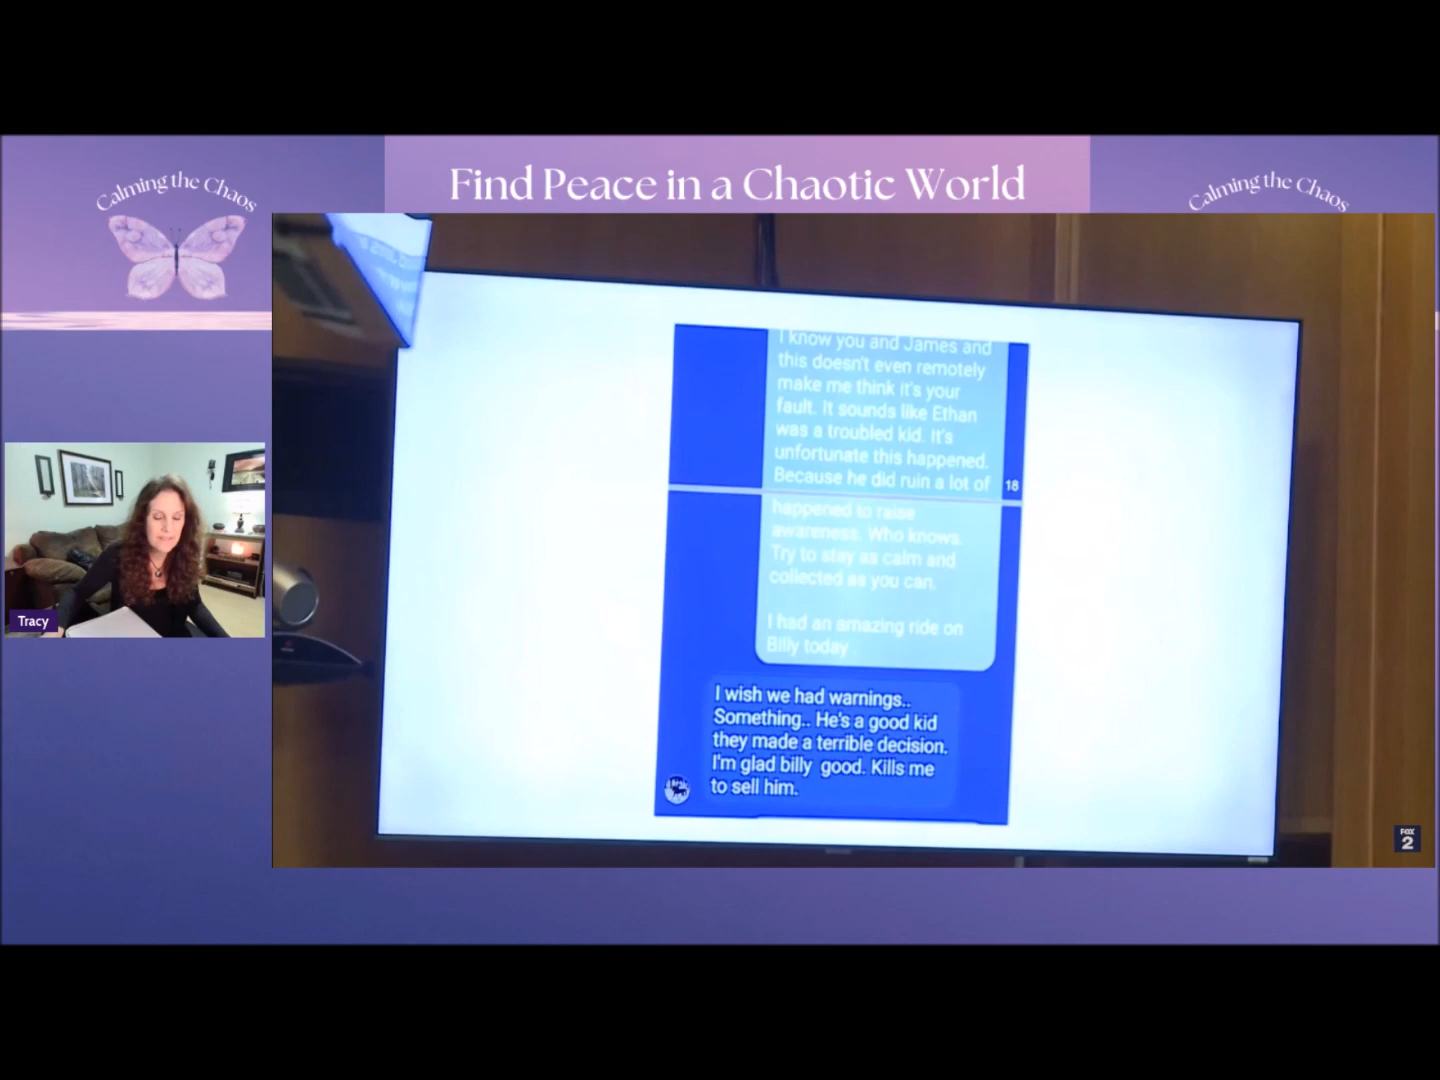 Calming the Chaos
Find Peace in a Chaotic World
Calming the Chaos
I know you and James and
this doesn't even remotely
make me think it's your
fault. It sounds like Ethan
was a troubled kid. It's
unfortunate this happened.
Because he did ruin a lot of
18
happened to raise
awareness. Who knows.
Try to stay as calm and
collected as you can.
I had an amazing ride on
Billy today
I wish we had warnings..
Something.. He's a good kid
they made a terrible decision.
I'm glad billy good. Kills me
to sell him.
Tracy
FOX
2